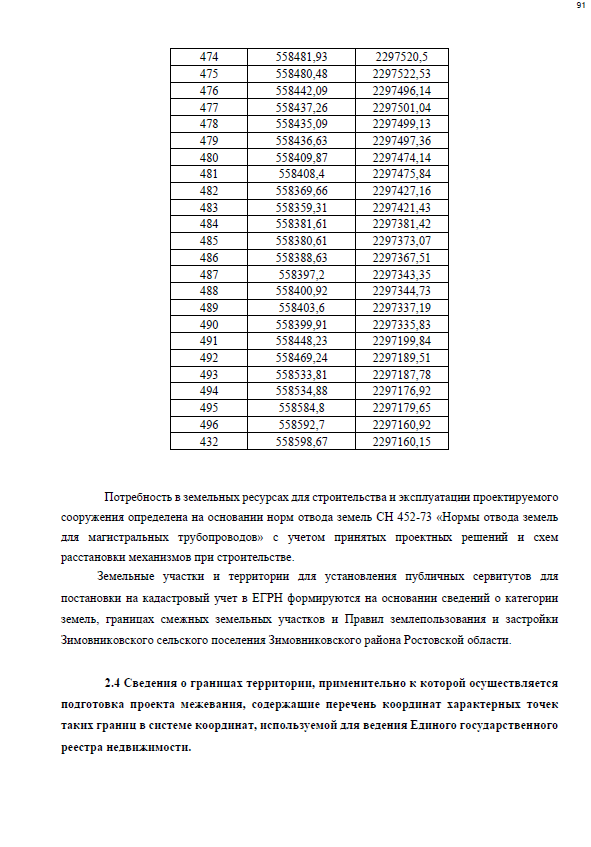 91
474 558481,93 2297520,5
475 558480,48 2297522,53
476 558442,09 2297496,14
477 558437,26 2297501,04
478 558435,09 2297499,13
479 558436,63 2297497,36
480 558409,87 2297474,14
481 558408,4 2297475,84
482 558369,66 2297427,16
483 558359,31 2297421,43
484 558381,61 2297381,42
485 558380,61 2297373,07
486 558388,63 2297367,51
487 558397,2 2297343,35
488 558400,92 2297344,73
489 558403,6 2297337,19
490 558399,91 2297335,83
491 558448,23 2297199,84
492 558469,24 2297189,51
493 558533,81 2297187,78
494 558534,88 2297176,92
495 558584,8 2297179,65
496 558592,7 2297160,92
432 558598,67 2297160,15
Потребность в земельных ресурсах для строительства и эксплуатации проектируемого
сооружения определена на основании норм отвода земель СН 452-73 «Нормы отвода земель
для магистральных трубопроводов» с учетом принятых проектных решений и схем
расстановки механизмов при строительстве.
Земельные участки и территории для установления публичных сервитутов для
постановки на кадастровый учет в ЕГРН формируются на основании сведений о категории
земель, границах смежных земельных участков и Правил землепользования и застройки
Зимовниковского сельского поселения Зимовниковского района Ростовской области.
2.4 Сведения о границах территории, применительно к которой осуществляется
подготовка проекта межевания, содержащие перечень координат характерных точек
таких границ в системе координат, используемой для ведения Единого государственного
реестра недвижимости.